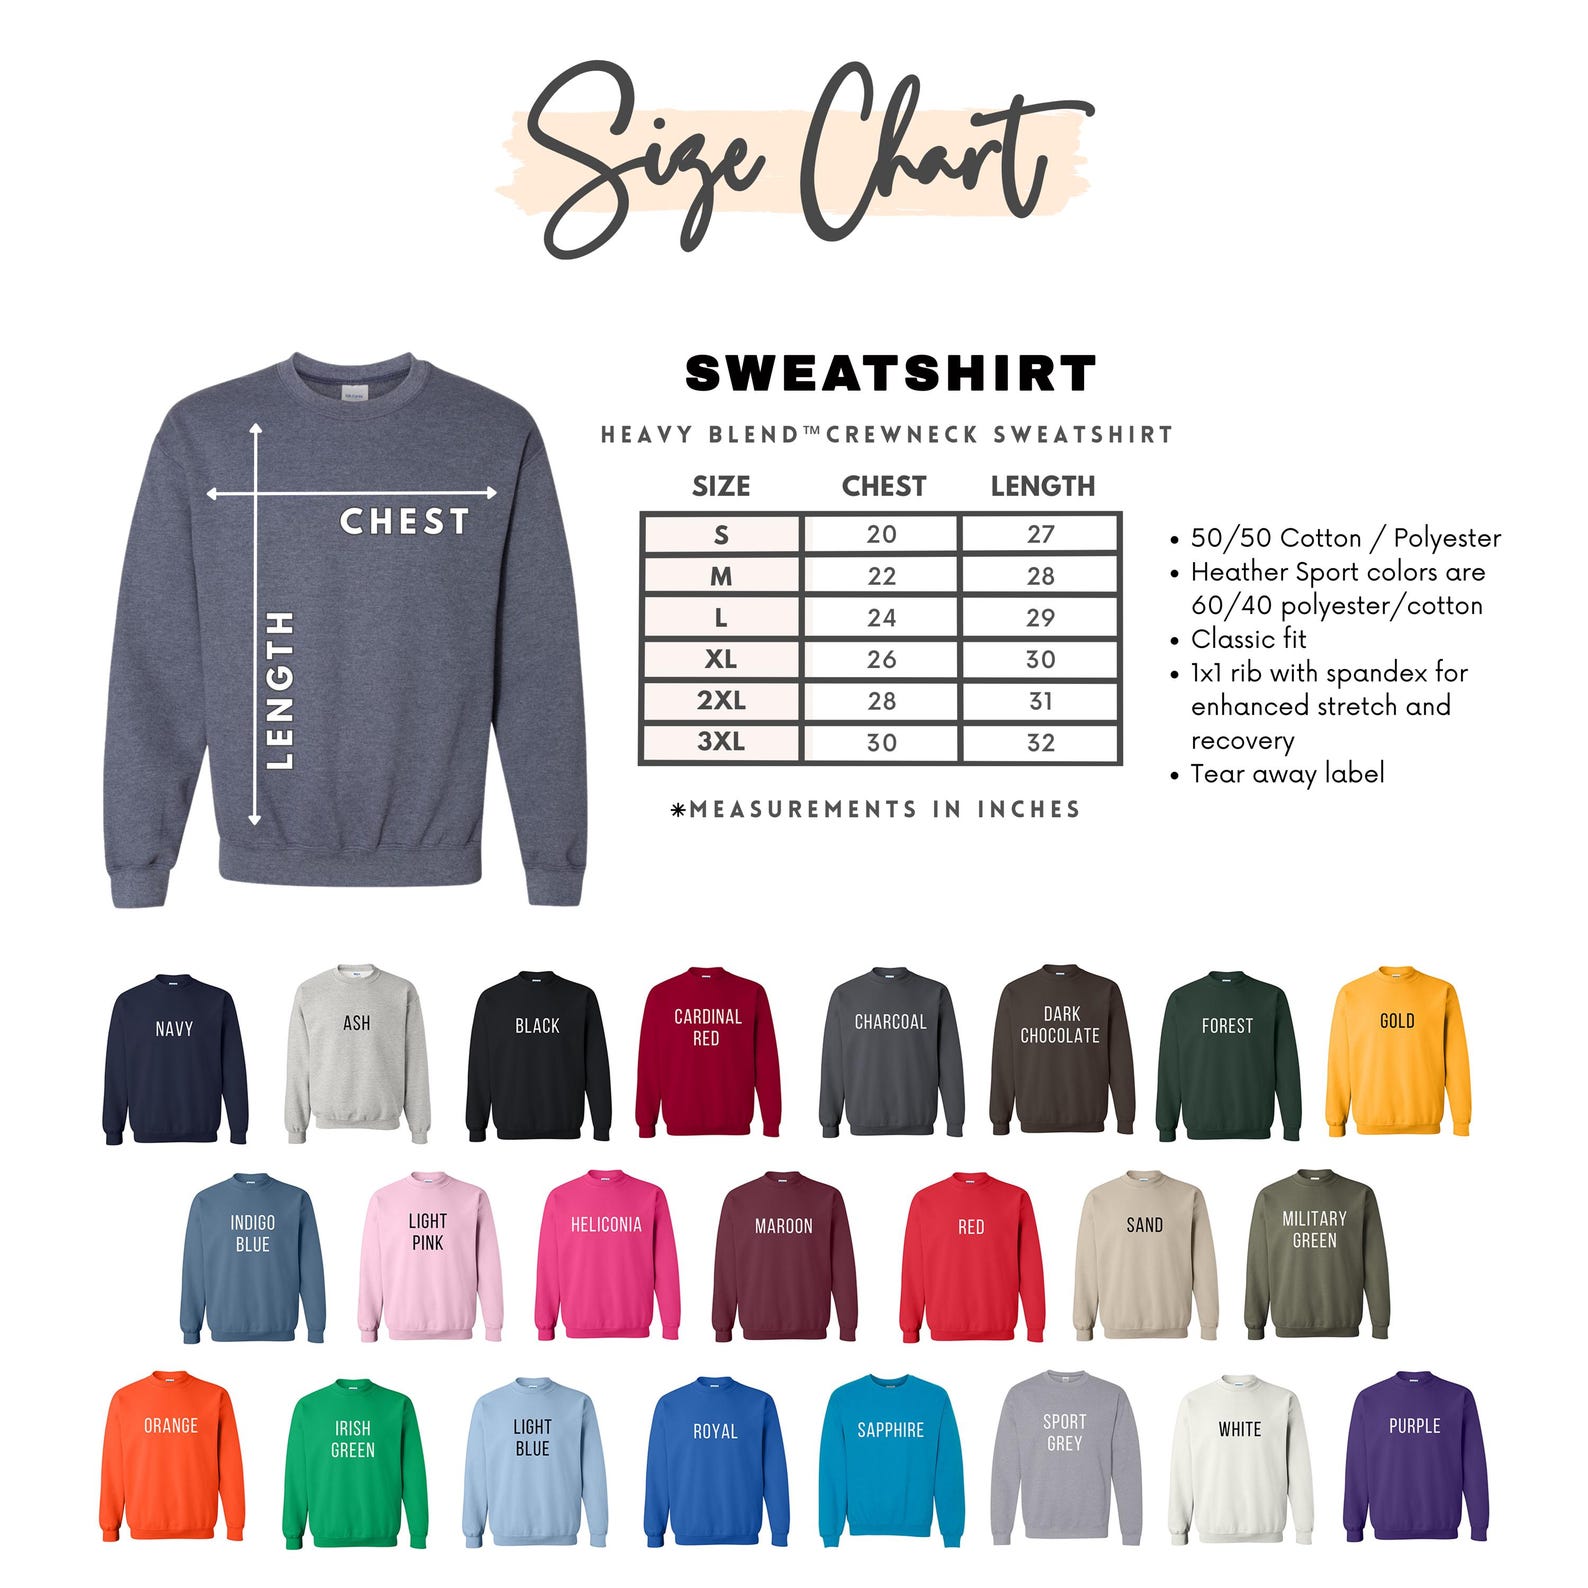 Size Chart
SWEATSHIRT
HEAVY BLEND™ CREWNECK SWEATSHIRT
SIZE CHEST LENGTH
S 20 27
M 22 28
L 24 29
XL 26 30
2XL 28 31
3XL 30 32
*MEASUREMENTS IN INCHES
CHEST
LENGTH
• 50/50 Cotton / Polyester
• Heather Sport colors are
60/40 polyester/cotton
• Classic fit
• 1x1 rib with spandex for
enhanced stretch and
recovery
• Tear away label
NAVY
ASH
BLACK
CARDINAL
RED
CHARCOAL
DARK
CHOCOLATE
FOREST
GOLD
INDIGO
BLUE
LIGHT
PINK
HELICONIA
MAROON
RED
SAND
MILITARY
GREEN
ORANGE
IRISH
GREEN
LIGHT
BLUE
ROYAL
SAPPHIRE
SPORT
GREY
WHITE
PURPLE